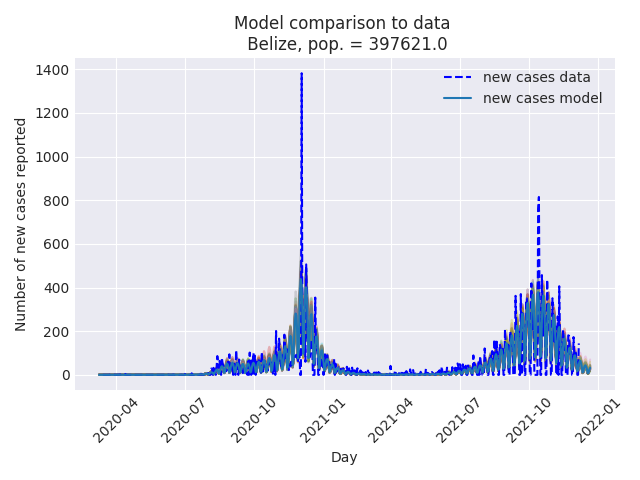 Model comparison to data
Belize, pop. = 397621.0
new cases data
new cases model
Number of new cases reported
1400
1200
1000
800
600
400
200
0
2020-04
2020-07
2020-10
2021-01
2021-04
2021-07
2021-10
2022-01
Day